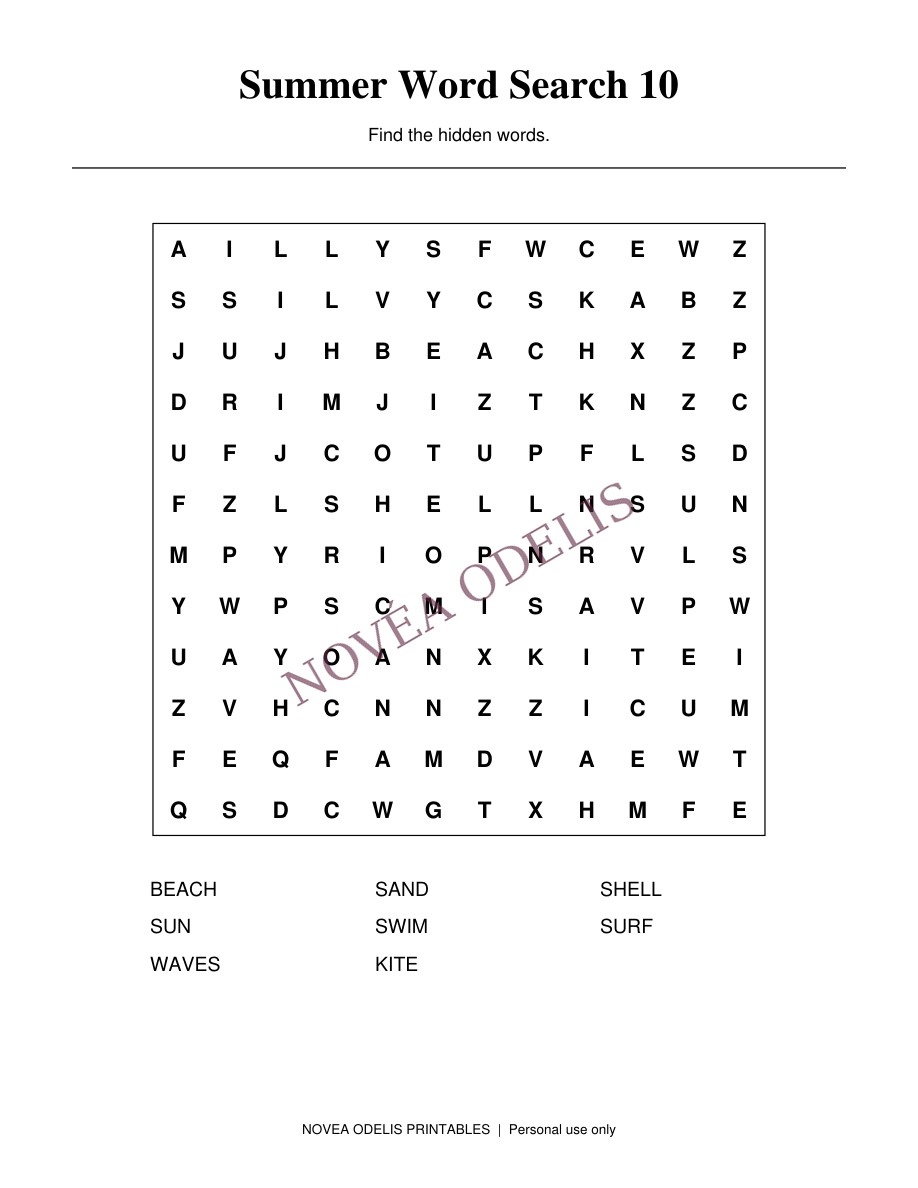 Summer Word Search 10
Find the hidden words.
A I L L Y S F W C E W Z
S S I L V Y C S K A B Z
J U J H B E A C H X Z P
D R I M J I Z T K N Z C
U F J C O T U P F L S D
F Z L S H E L L N S U N
M P Y R I O P N R V L S
Y W P S C M I S A V P W
U A Y O A N X K I T E I
Z V H C N N Z Z I C U M
F E Q F A M D V A E W T
Q S D C W G T X H M F E
NOVÉA ODELIS
BEACH SAND SHELL
SUN SWIM SURF
WAVES KITE
NOVEA ODELIS PRINTABLES | Personal use only